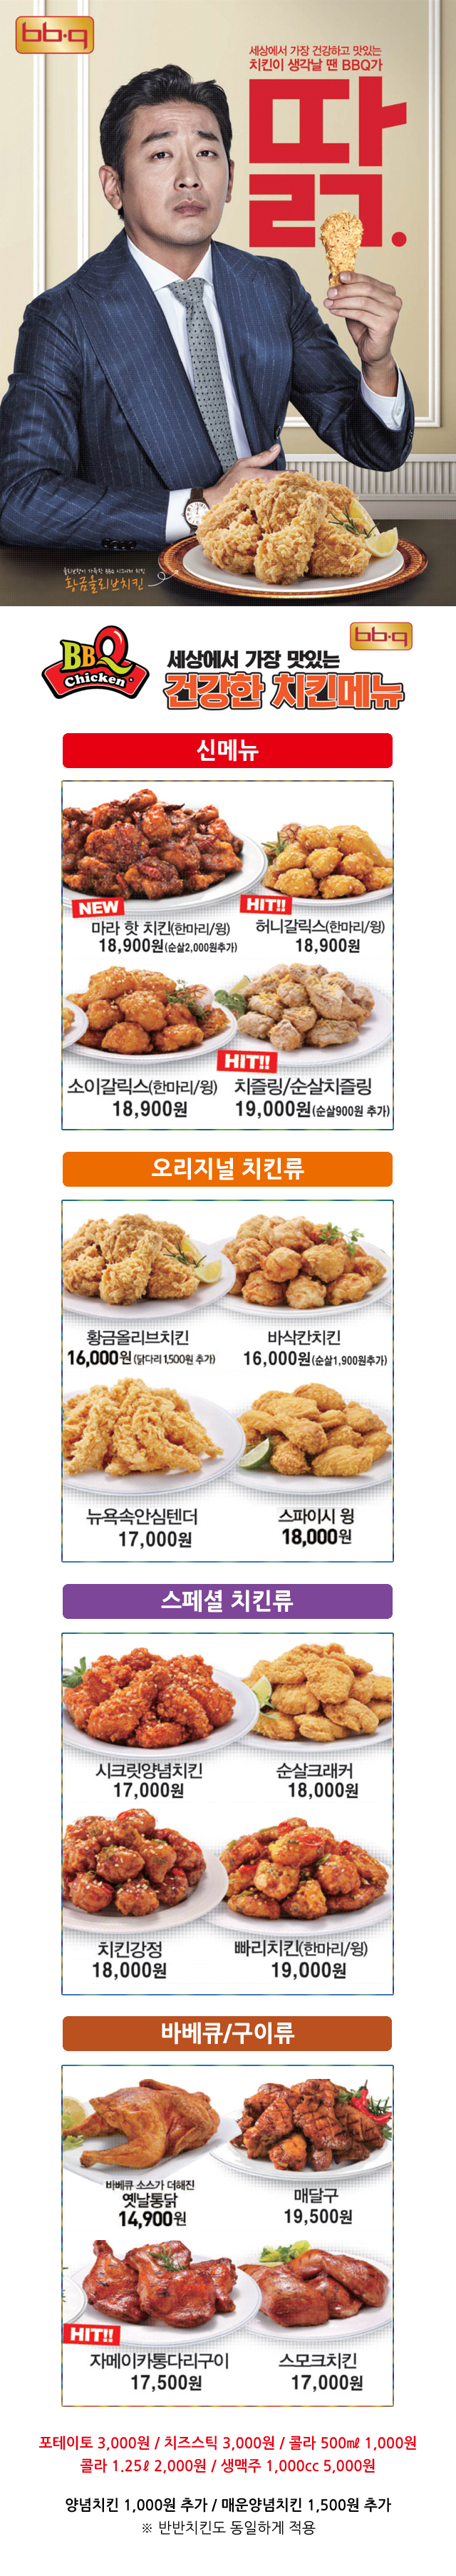 bb.q
세상에서 가장 건강하고 맛있는
치킨이 생각날 땐 BBQ가
딹.
황금올리브치킨
bb.q
BBQ
Chicken
세상에서 가장 맛있는
건강한 치킨메뉴
신메뉴
NEW
마라 핫 치킨(한마리/윙)
18,900원(순살2,000원추가)
HIT!!
허니갈릭스(한마리/윙)
18,900원
소이갈릭스(한마리/윙)
18,900원
HIT!!
치즐링/순살치즐링
19,000원(순살900원 추가)
오리지널 치킨류
황금올리브치킨
16,000원 (닭다리1,500원 추가)
바삭칸치킨
16,000원(순살1,900원추가)
뉴욕속안심텐더
17,000원
스파이시 윙
18,000원
스페셜 치킨류
시크릿양념치킨
17,000원
순살크래커
18,000원
치킨강정
18,000원
빠리치킨(한마리/윙)
19,000원
바베큐/구이류
바베큐 소스가 더해진
옛날통닭
14,900원
매달구
19,500원
HIT!!
자메이카통다리구이
17,500원
스모크치킨
17,000원
포테이토 3,000원 / 치즈스틱 3,000원 / 콜라 500㎖ 1,000원
콜라 1.25ℓ 2,000원 / 생맥주 1,000cc 5,000원
양념치킨 1,000원 추가 / 매운양념치킨 1,500원 추가
※ 반반치킨도 동일하게 적용